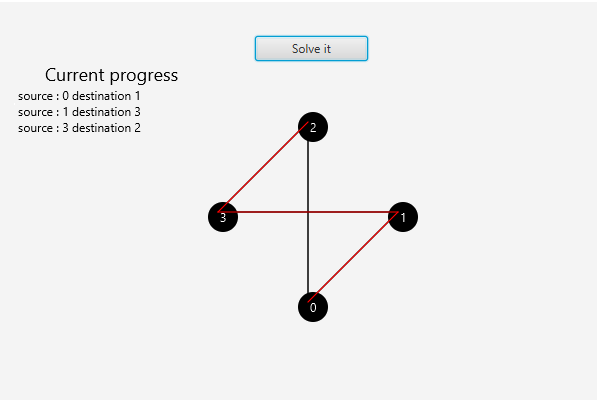 Solve it
Current progress
source : 0 destination 1
source : 1 destination 3
source : 3 destination 2
2
3
1
0